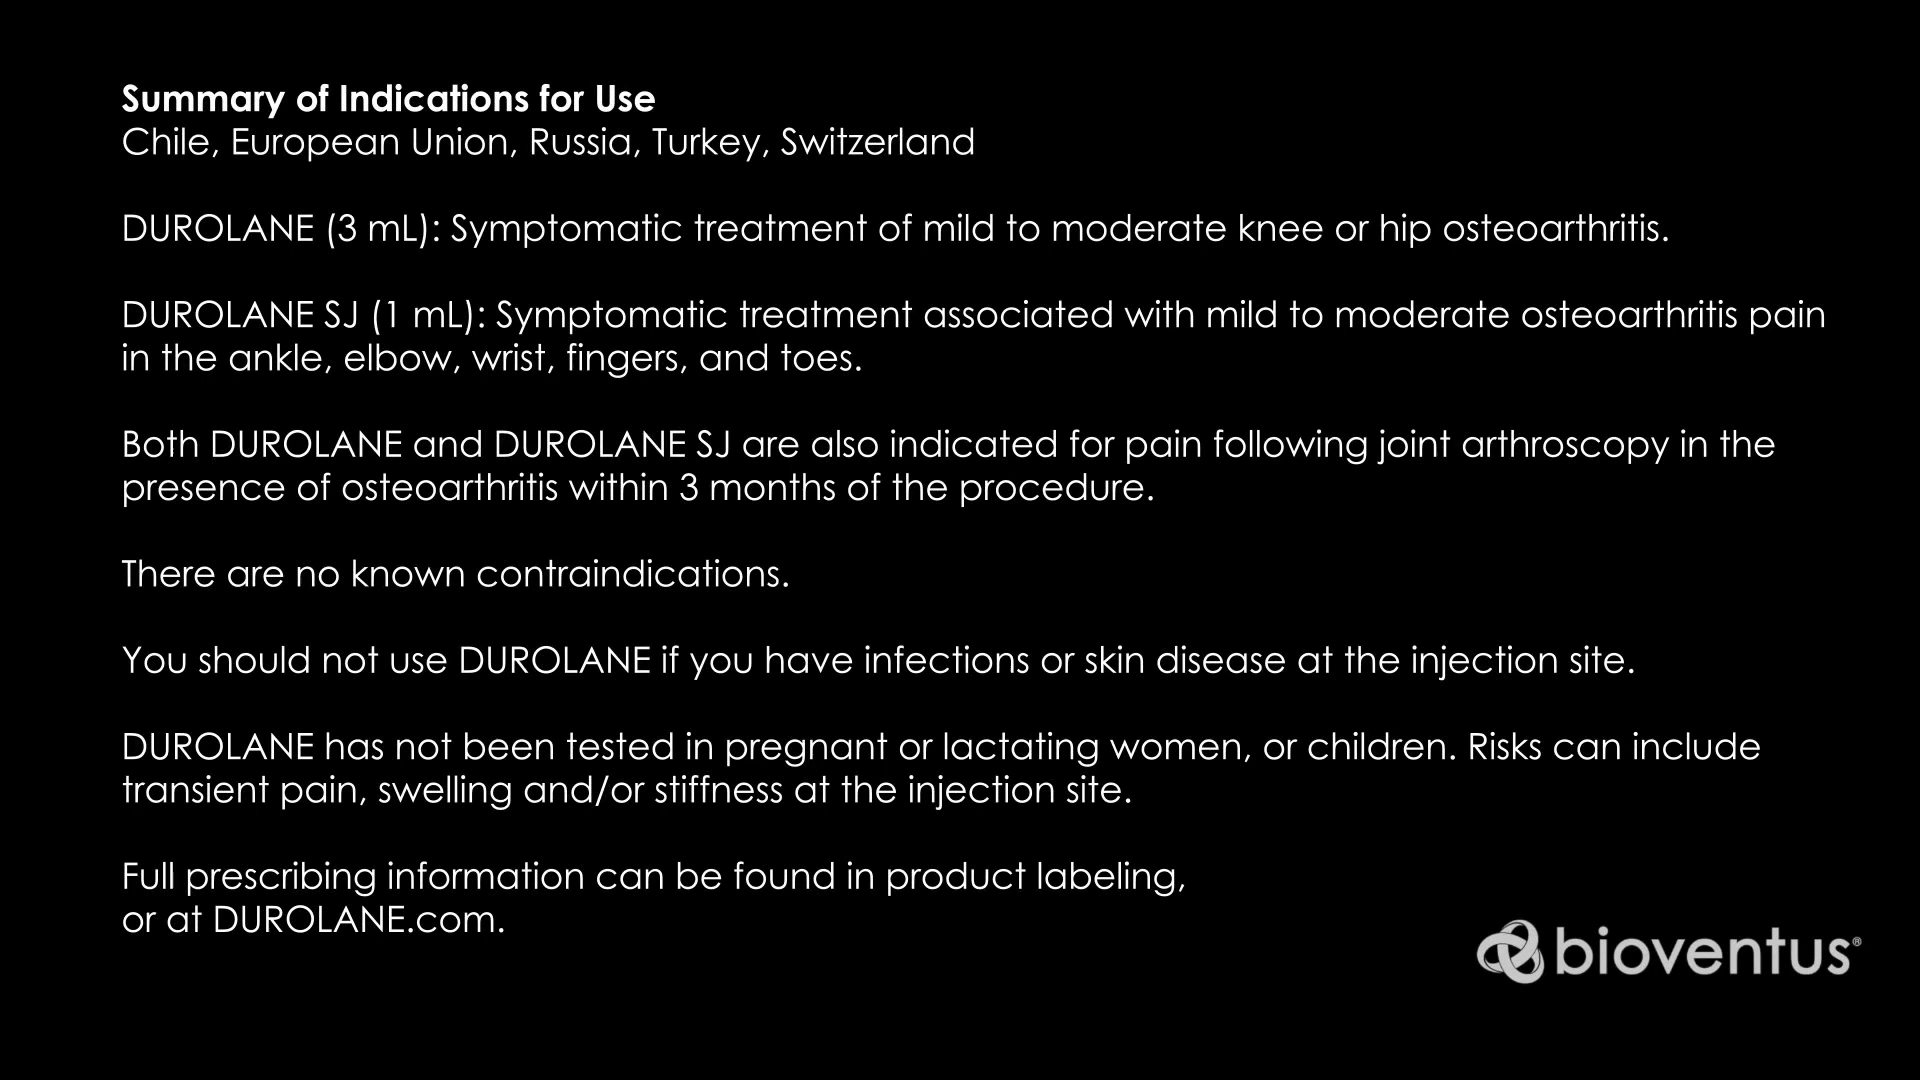 Summary of Indications for Use
Chile, European Union, Russia, Turkey, Switzerland
DUROLANE (3 mL): Symptomatic treatment of mild to moderate knee or hip osteoarthritis.
DUROLANE SJ (1 mL): Symptomatic treatment associated with mild to moderate osteoarthritis pain
in the ankle, elbow, wrist, fingers, and toes.
Both DUROLANE and DUROLANE SJ are also indicated for pain following joint arthroscopy in the
presence of osteoarthritis within 3 months of the procedure.
There are no known contraindications.
You should not use DUROLANE if you have infections or skin disease at the injection site.
DUROLANE has not been tested in pregnant or lactating women, or children. Risks can include
transient pain, swelling and/or stiffness at the injection site.
Full prescribing information can be found in product labeling,
or at DUROLANE.com.
bioventus®